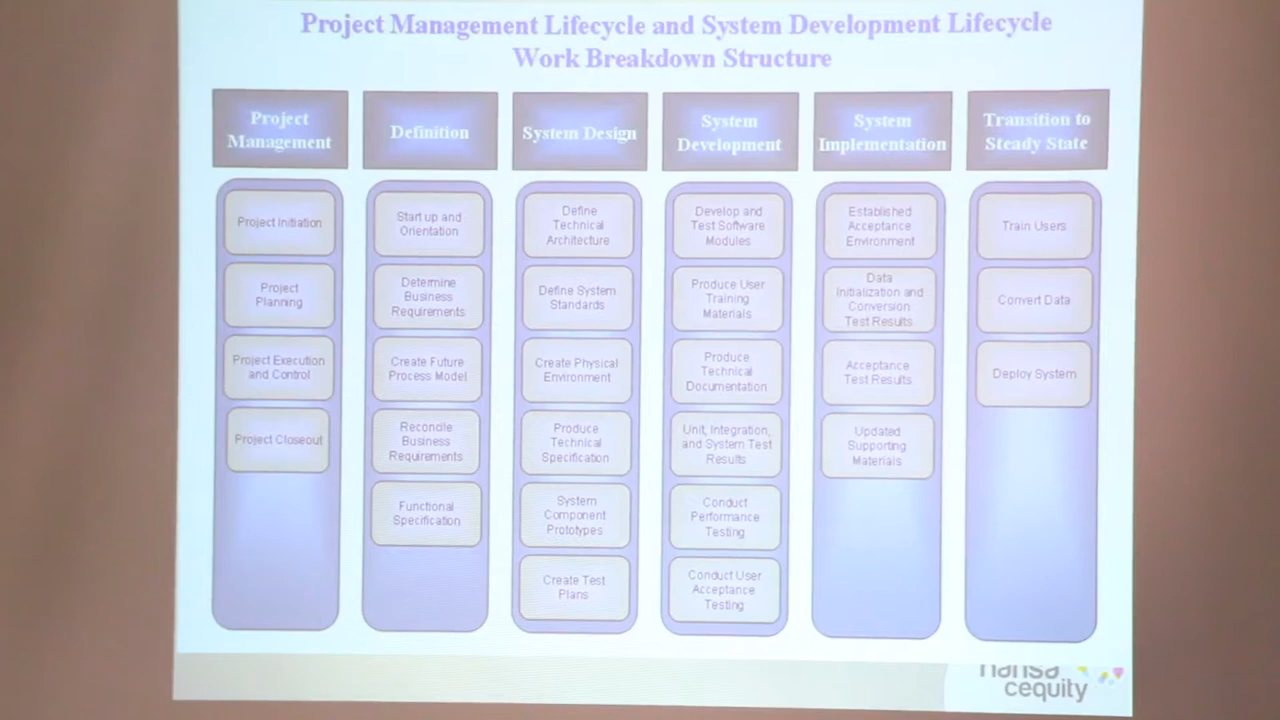 Project Management Lifecycle and System Development Lifecycle
Work Breakdown Structure
Project
Management
Project Initiation
Project
Planning
Project Execution
and Control
Project Closeout
Definition
Start up and
Orientation
Determine
Business
Requirements
Create Future
Process Model
Reconcile
Business
Requirements
Functional
Specification
System Design
Define
Technical
Architecture
Define System
Standards
Create Physical
Environment
Produce
Technical
Specification
System
Component
Prototypes
Create Test
Plans
System
Development
Develop and
Test Software
Modules
Produce User
Training
Materials
Produce
Technical
Documentation
Unit, Integration,
and System Test
Results
Conduct
Performance
Testing
Conduct User
Acceptance
Testing
System
Implementation
Established
Acceptance
Environment
Data
Initialization and
Conversion
Test Results
Acceptance
Test Results
Updated
Supporting
Materials
Transition to
Steady State
Train Users
Convert Data
Deploy System
hansa
cequity